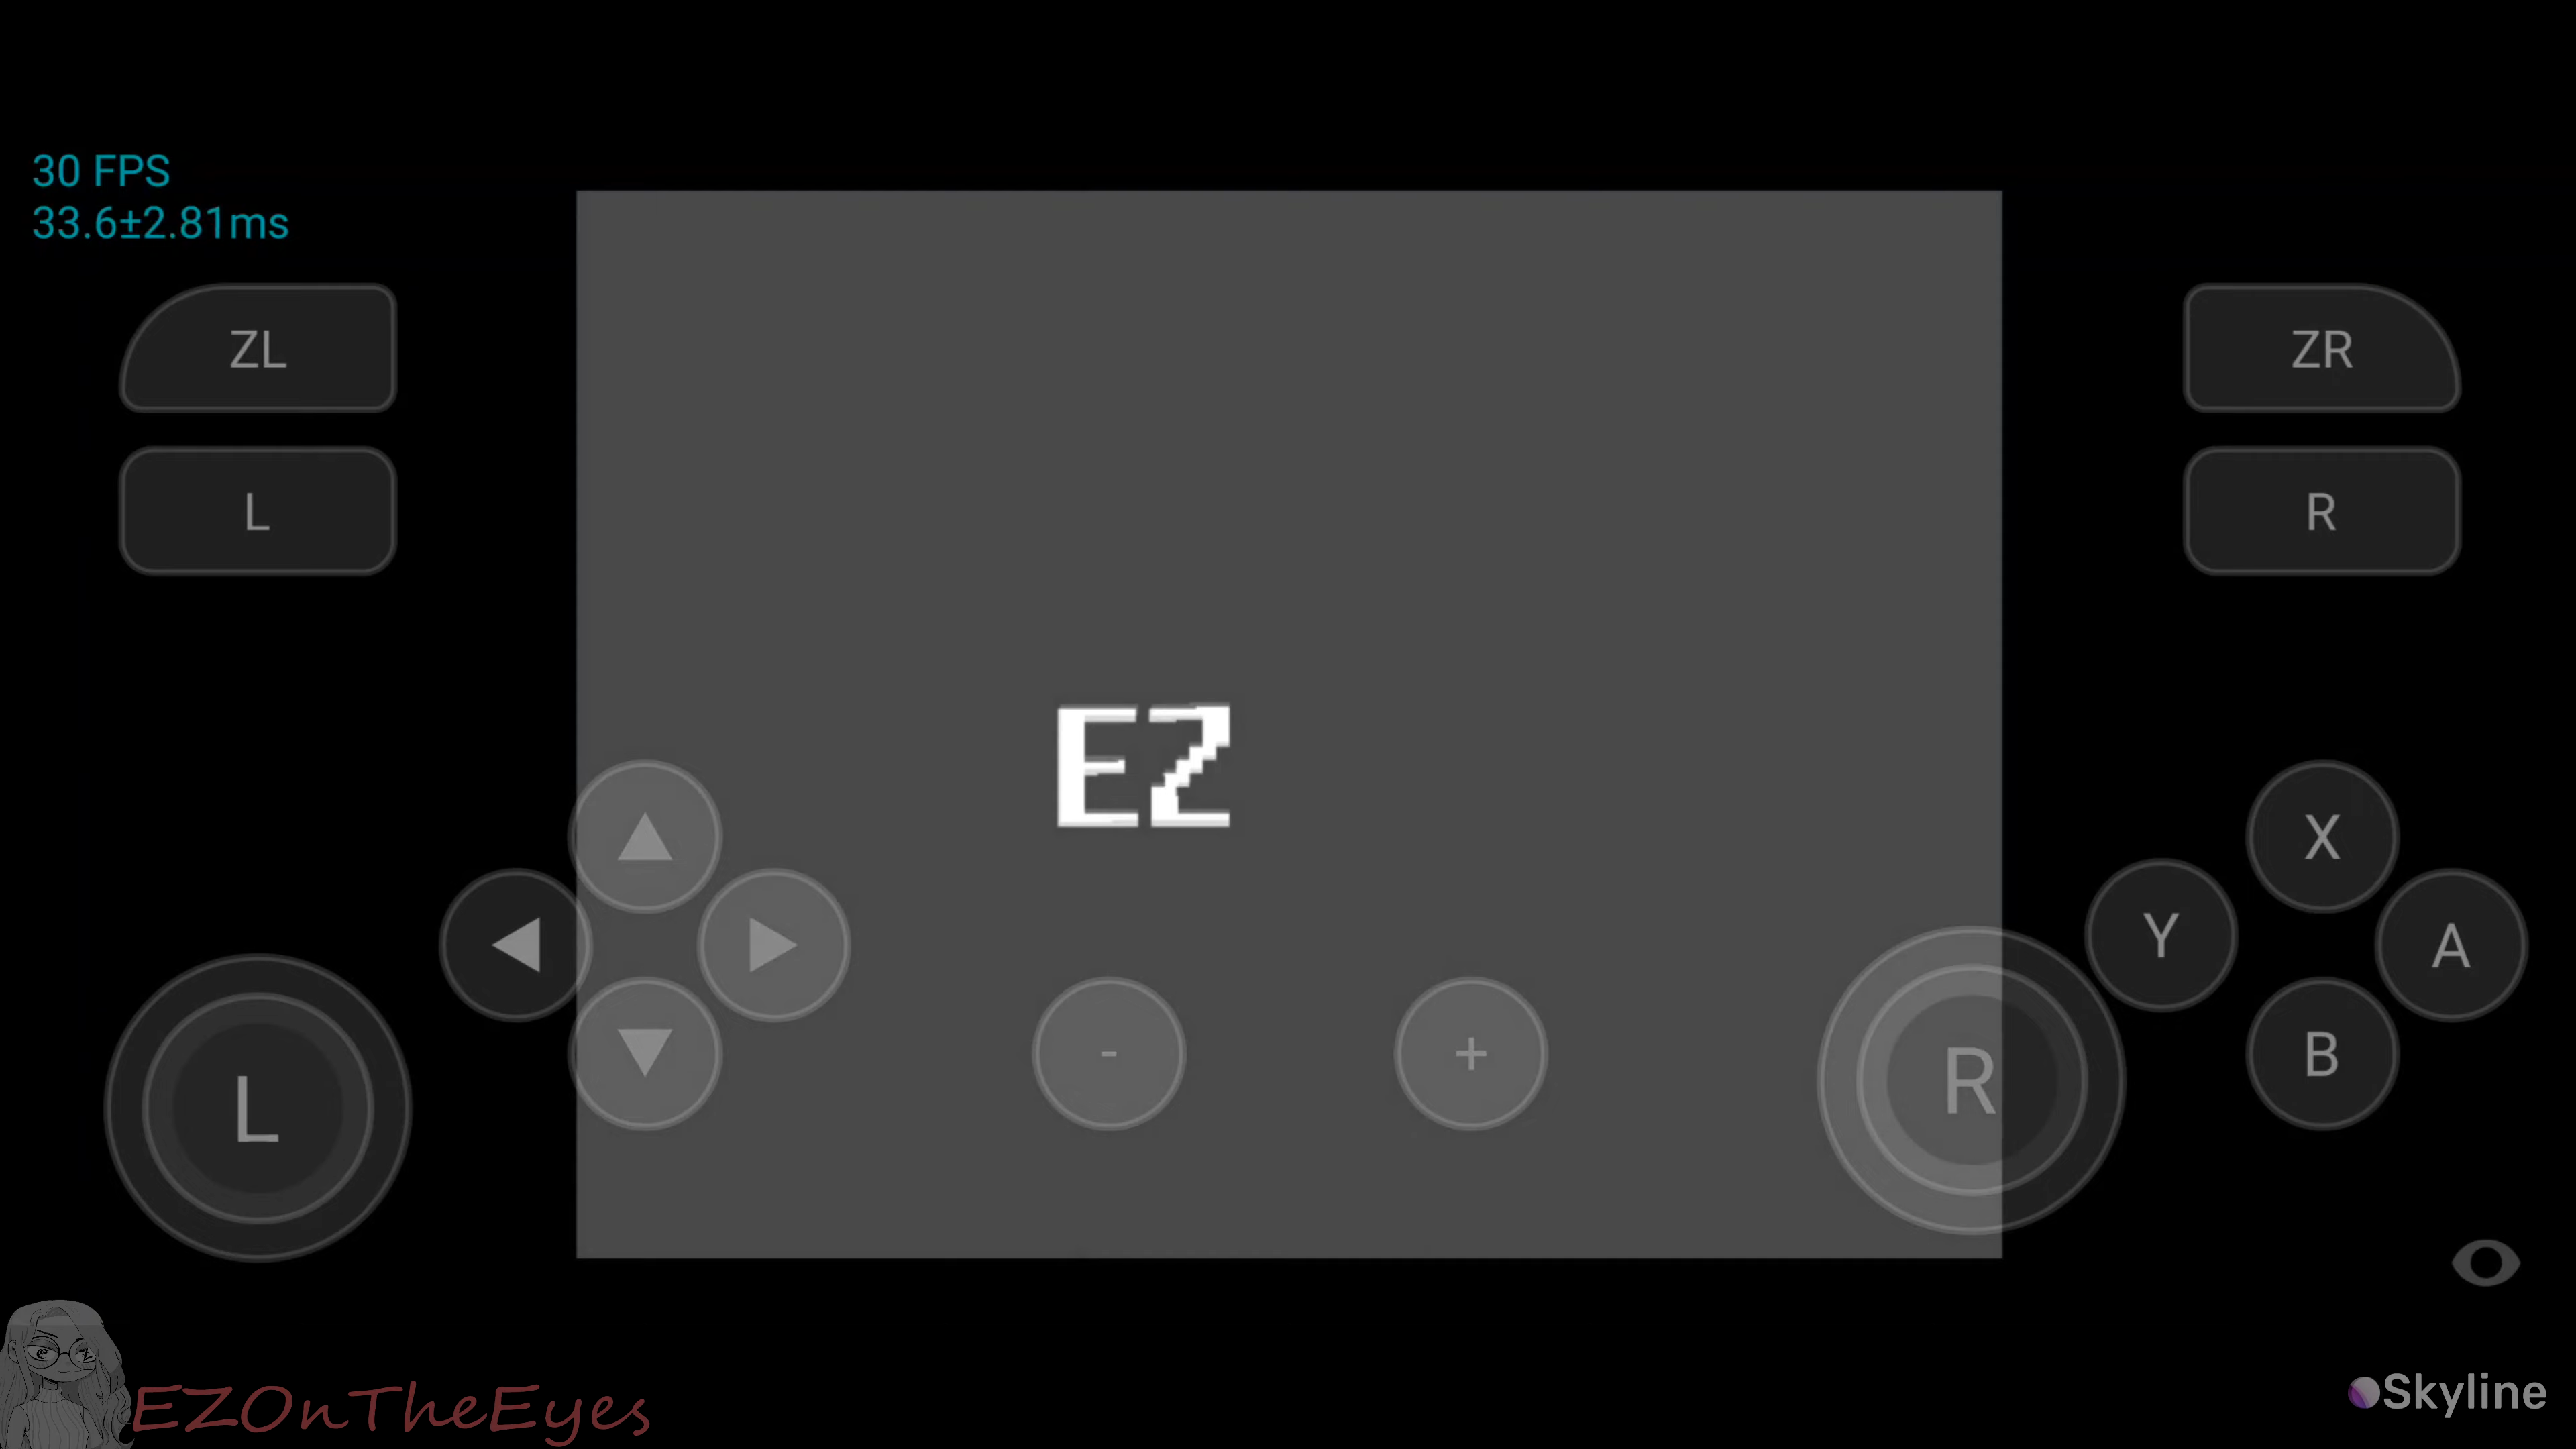 30 FPS
33.6±2.81ms
ZL
ZR
L
R
EZ
X
Y
A
-
+
B
L
R
EZOnTheEyes
Skyline